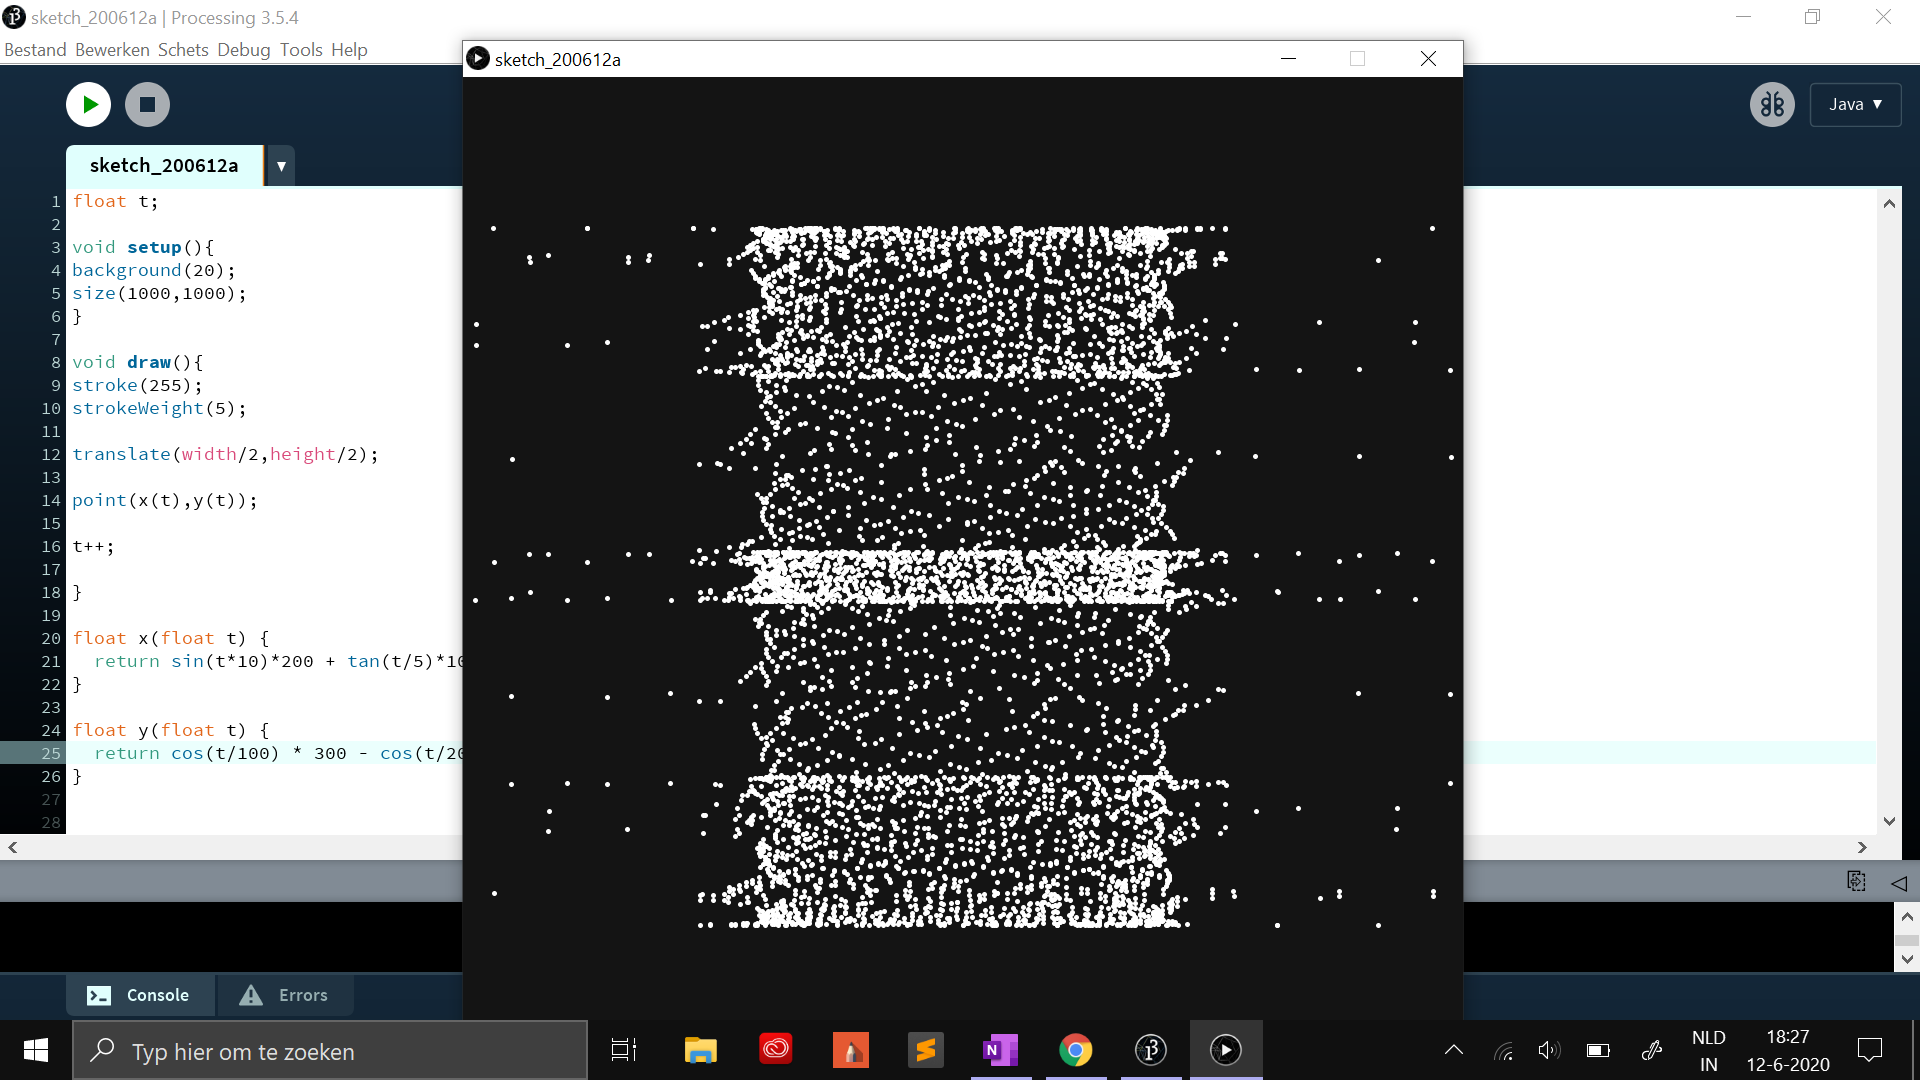 sketch_200612a | Processing 3.5.4
Bestand Bewerken Schets Debug Tools Help
sketch_200612a
Java ▼
sketch_200612a ▼
1 float t;
2
3 void setup(){
4 background(20);
5 size(1000,1000);
6 }
7
8 void draw(){
9 stroke(255);
10 strokeWeight(5);
11
12 translate(width/2,height/2);
13
14 point(x(t),y(t));
15
16 t++;
17
18 }
19
20 float x(float t) {
21 return sin(t*10)*200 + tan(t/5)*10
22 }
23
24 float y(float t) {
25 return cos(t/100) * 300 - cos(t/20
26 }
27
28
Console
Errors
Typ hier om te zoeken
NLD
IN
18:27
12-6-2020